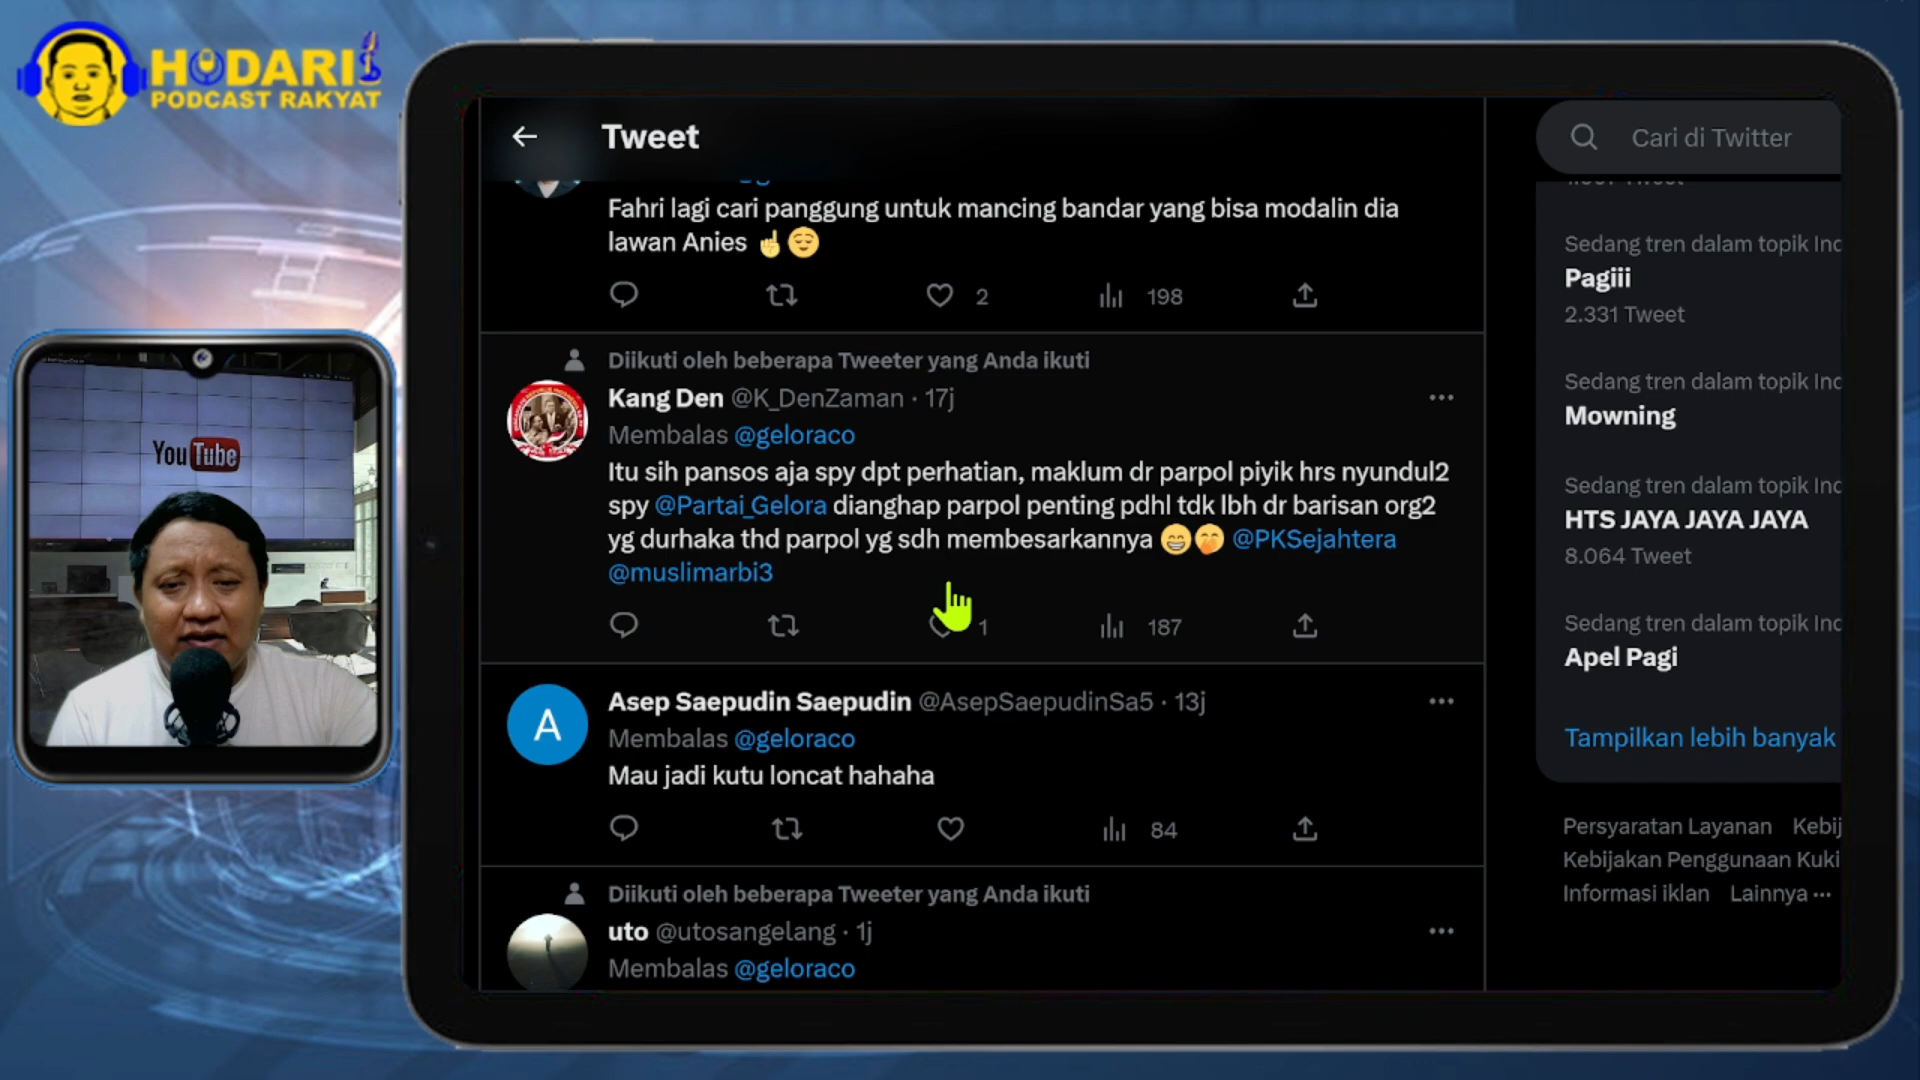 HODARI
PODCAST RAKYAT
YouTube
Tweet
Cari di Twitter
Fahri lagi cari panggung untuk mancing bandar yang bisa modalin dia
lawan Anies ☝😌
2
198
Diikuti oleh beberapa Tweeter yang Anda ikuti
Kang Den @K_DenZaman · 17j
Membalas @geloraco
Itu sih pansos aja spy dpt perhatian, maklum dr parpol piyik hrs nyundul2
spy @Partai_Gelora dianghap parpol penting pdhl tdk lbh dr barisan org2
yg durhaka thd parpol yg sdh membesarkannya 😁🤭 @PKSejahtera
@muslimarbi3
1
187
A
Asep Saepudin Saepudin @AsepSaepudinSa5 · 13j
Membalas @geloraco
Mau jadi kutu loncat hahaha
84
Diikuti oleh beberapa Tweeter yang Anda ikuti
uto @utosangelang · 1j
Membalas @geloraco
Sedang tren dalam topik Inc
Pagiii
2.331 Tweet
Sedang tren dalam topik Inc
Mowning
Sedang tren dalam topik Inc
HTS JAYA JAYA JAYA
8.064 Tweet
Sedang tren dalam topik Inc
Apel Pagi
Tampilkan lebih banyak
Persyaratan Layanan Kebij
Kebijakan Penggunaan Kuki
Informasi iklan Lainnya ···